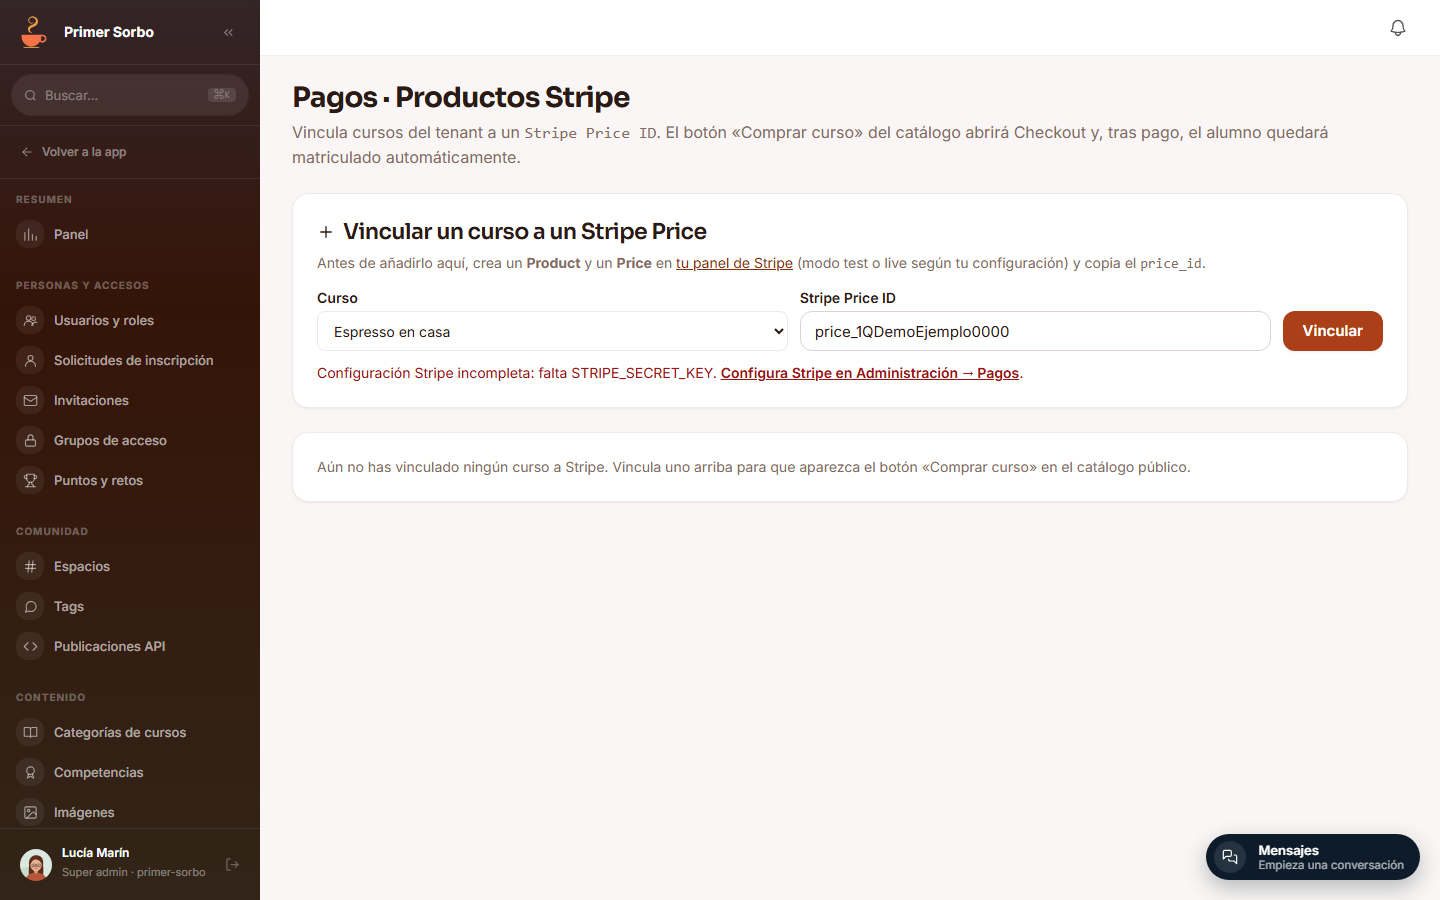 Primer Sorbo
Buscar...
⌘K
Volver a la app
RESUMEN
Panel
PERSONAS Y ACCESOS
Usuarios y roles
Solicitudes de inscripción
Invitaciones
Grupos de acceso
Puntos y retos
COMUNIDAD
Espacios
Tags
Publicaciones API
CONTENIDO
Categorías de cursos
Competencias
Imágenes
Lucía Marín
Super admin · primer-sorbo
Pagos · Productos Stripe
Vincula cursos del tenant a un Stripe Price ID. El botón «Comprar curso» del catálogo abrirá Checkout y, tras pago, el alumno quedará
matriculado automáticamente.
Vincular un curso a un Stripe Price
Antes de añadirlo aquí, crea un Product y un Price en tu panel de Stripe (modo test o live según tu configuración) y copia el price_id.
Curso
Stripe Price ID
Espresso en casa
price_1QDemoEjemplo0000
Vincular
Configuración Stripe incompleta: falta STRIPE_SECRET_KEY. Configura Stripe en Administración → Pagos.
Aún no has vinculado ningún curso a Stripe. Vincula uno arriba para que aparezca el botón «Comprar curso» en el catálogo público.
Mensajes
Empieza una conversación